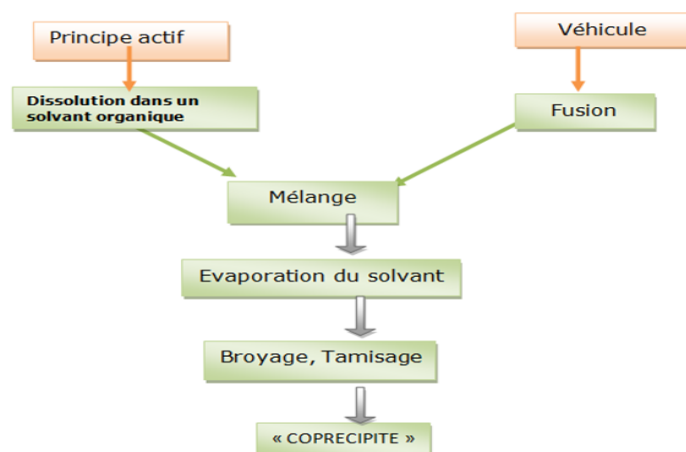 Principe actif
Véhicule
Dissolution dans un
solvant organique
Fusion
Mélange
Evaporation du solvant
Broyage, Tamisage
« COPRECIPITE »